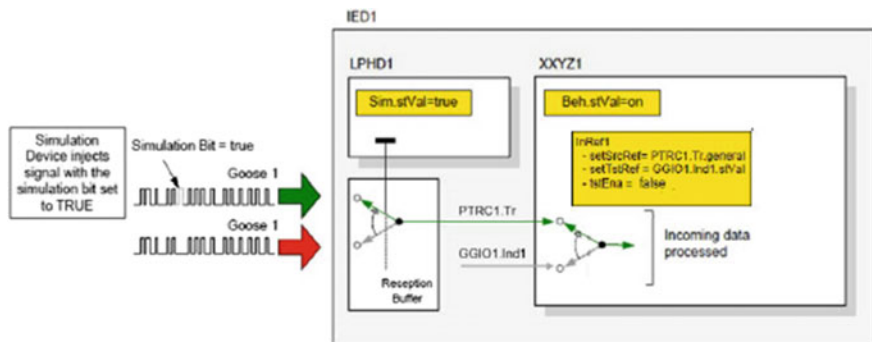 IED1
LPHD1
XXYZ1
Sim.stVal=true
Beh.stVal=on
Simulation
Device injects
signal with the
simulation bit set
to TRUE
Simulation Bit = true
Goose 1
Goose 1
InRef1
- setSrcRef= PTRC1.Tr.general
- setTstRef= GGIO1.Ind1.stVal
- tstEna = false
PTRC1.Tr
GGIO1.Ind1
Incoming data
processed
Reception
Buffer